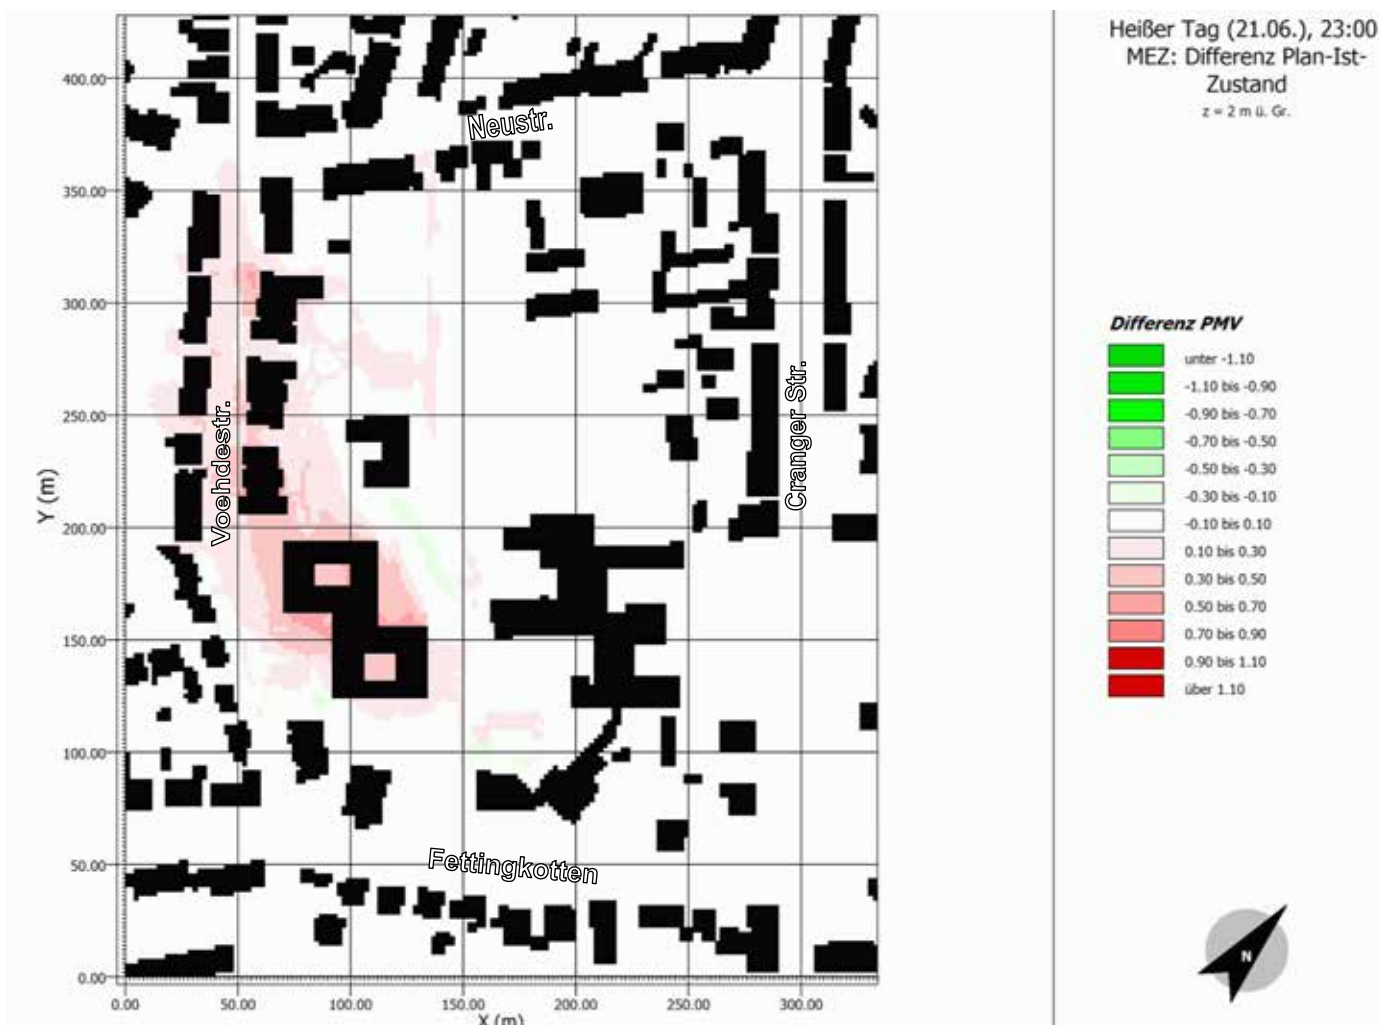 Heißer Tag (21.06.), 23:00
MEZ: Differenz Plan-Ist-
Zustand
z = 2 m ü. Gr.
400.00
350.00
300.00
250.00
200.00
150.00
100.00
50.00
0.00
Y (m)
0.00
50.00
100.00
150.00
200.00
250.00
300.00
X (m)
Neustr.
Voehdestr.
Cranger Str.
Fettingkotten
Differenz PMV
unter -1.10
-1.10 bis -0.90
-0.90 bis -0.70
-0.70 bis -0.50
-0.50 bis -0.30
-0.30 bis -0.10
-0.10 bis 0.10
0.10 bis 0.30
0.30 bis 0.50
0.50 bis 0.70
0.70 bis 0.90
0.90 bis 1.10
über 1.10
N